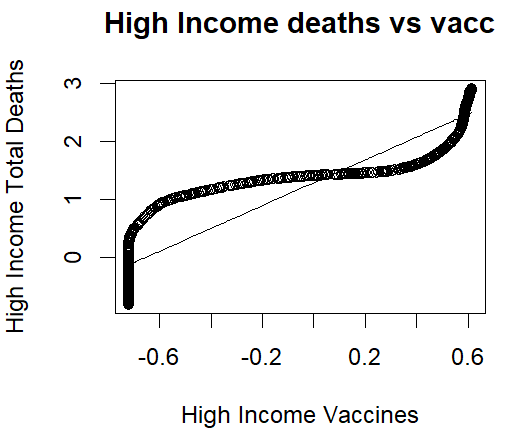 High Income deaths vs vacc
High Income Total Deaths
3
2
1
0
-0.6
-0.2
0.2
0.6
High Income Vaccines